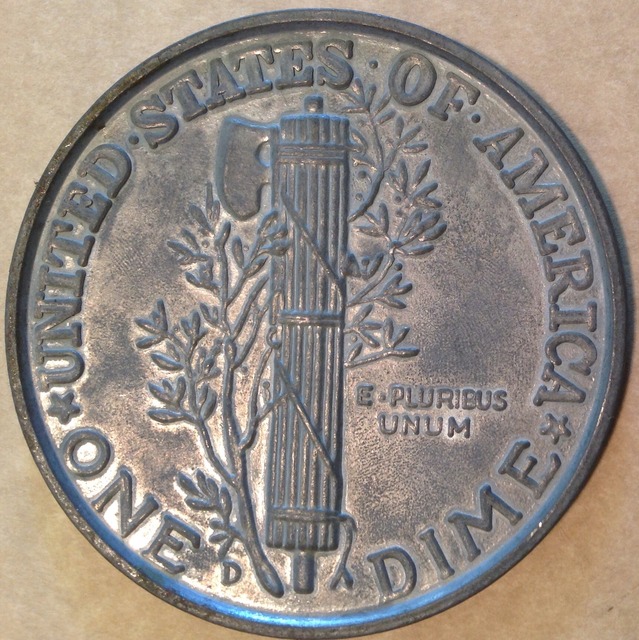 UNITED·STATES·OF·AMERICA
E·PLURIBUS
UNUM
ONE DIME
D